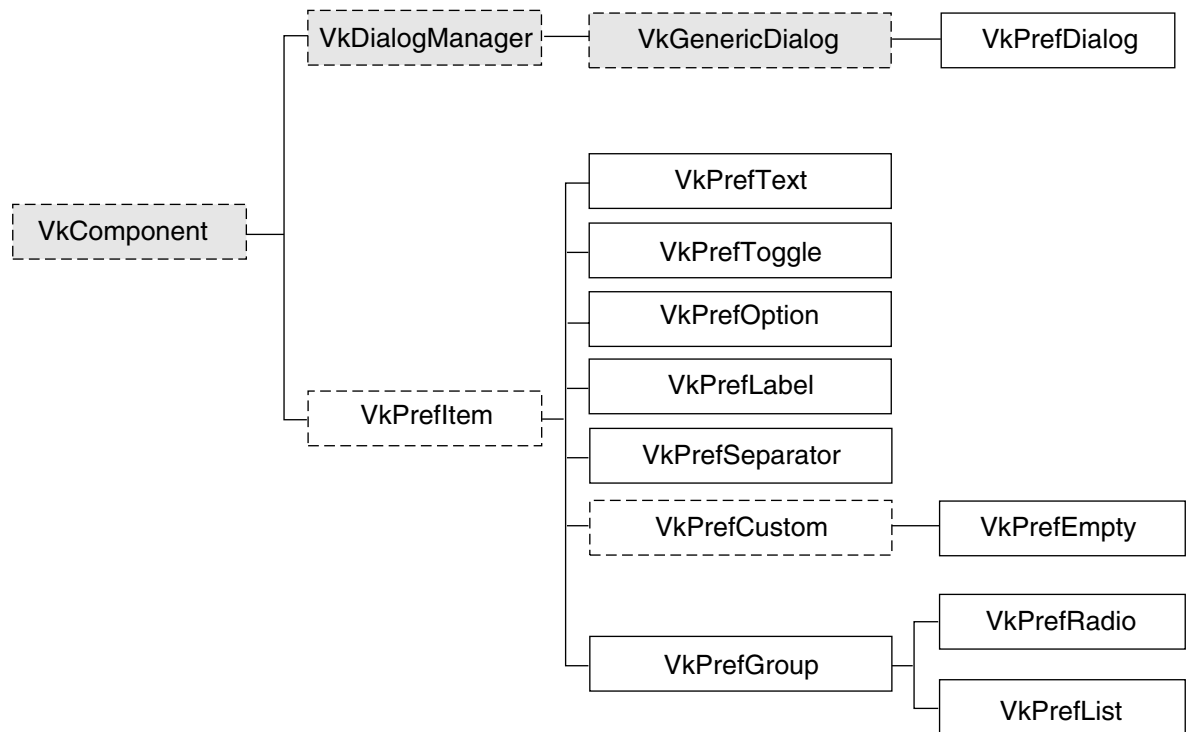 VkDialogManager
VkGenericDialog
VkPrefDialog
VkComponent
VkPrefText
VkPrefToggle
VkPrefOption
VkPrefLabel
VkPrefItem
VkPrefSeparator
VkPrefCustom
VkPrefEmpty
VkPrefGroup
VkPrefRadio
VkPrefList